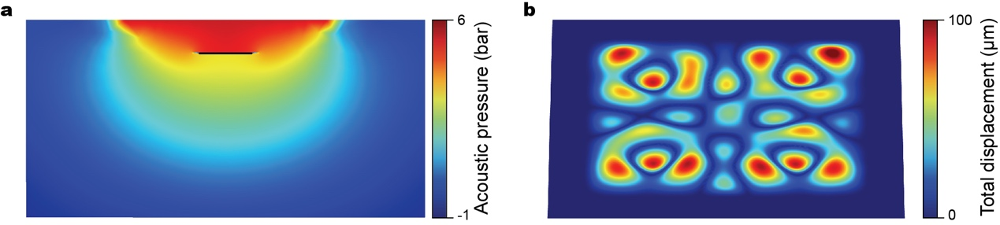 a
6
Acoustic pressure (bar)
-1
b
100
Total displacement (μm)
0